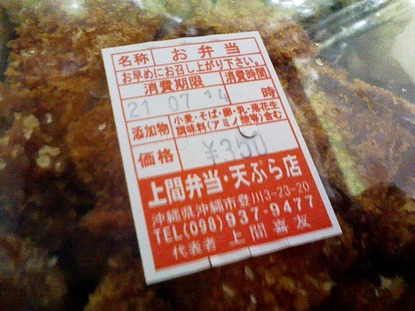 名称 お弁当
お早めにお召し上がり下さい。
消費期限 消費時間
21 07 14 時
添加物 小麦・そば・卵・乳・落花生
調味料(アミノ酸等)含む
価格 ¥350
上間弁当・天ぷら店
沖縄県沖縄市登川3-23-20
TEL(098)937-9477
代表者 上間 喜友